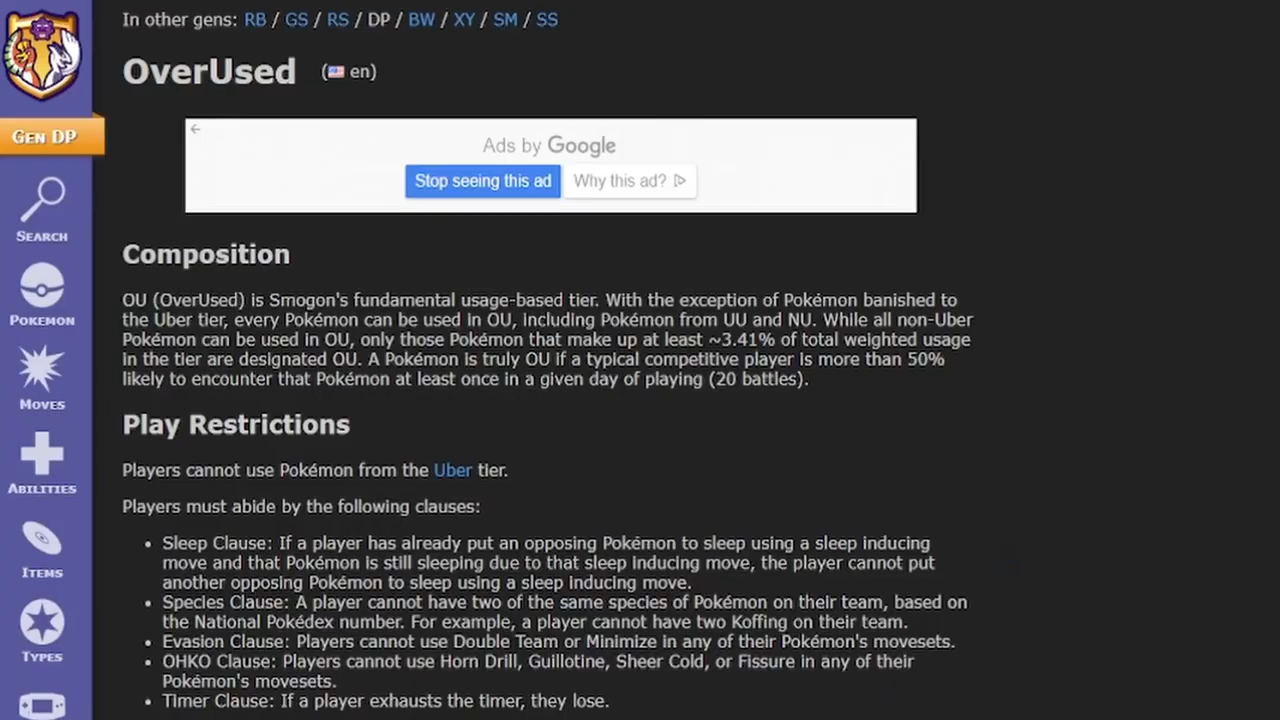 In other gens: RB / GS / RS / DP / BW / XY / SM / SS
OverUsed (en)
GEN DP
Ads by Google
Stop seeing this ad
Why this ad?
SEARCH
Composition
OU (OverUsed) is Smogon's fundamental usage-based tier. With the exception of Pokémon banished to
the Uber tier, every Pokémon can be used in OU, including Pokémon from UU and NU. While all non-Uber
Pokémon can be used in OU, only those Pokémon that make up at least ~3.41% of total weighted usage
in the tier are designated OU. A Pokémon is truly OU if a typical competitive player is more than 50%
likely to encounter that Pokémon at least once in a given day of playing (20 battles).
POKEMON
MOVES
Play Restrictions
Players cannot use Pokémon from the Uber tier.
ABILITIES
Players must abide by the following clauses:
• Sleep Clause: If a player has already put an opposing Pokémon to sleep using a sleep inducing
move and that Pokémon is still sleeping due to that sleep inducing move, the player cannot put
another opposing Pokémon to sleep using a sleep inducing move.
ITEMS
• Species Clause: A player cannot have two of the same species of Pokémon on their team, based on
the National Pokédex number. For example, a player cannot have two Koffing on their team.
• Evasion Clause: Players cannot use Double Team or Minimize in any of their Pokémon's movesets.
TYPES
• OHKO Clause: Players cannot use Horn Drill, Guillotine, Sheer Cold, or Fissure in any of their
Pokémon's movesets.
• Timer Clause: If a player exhausts the timer, they lose.